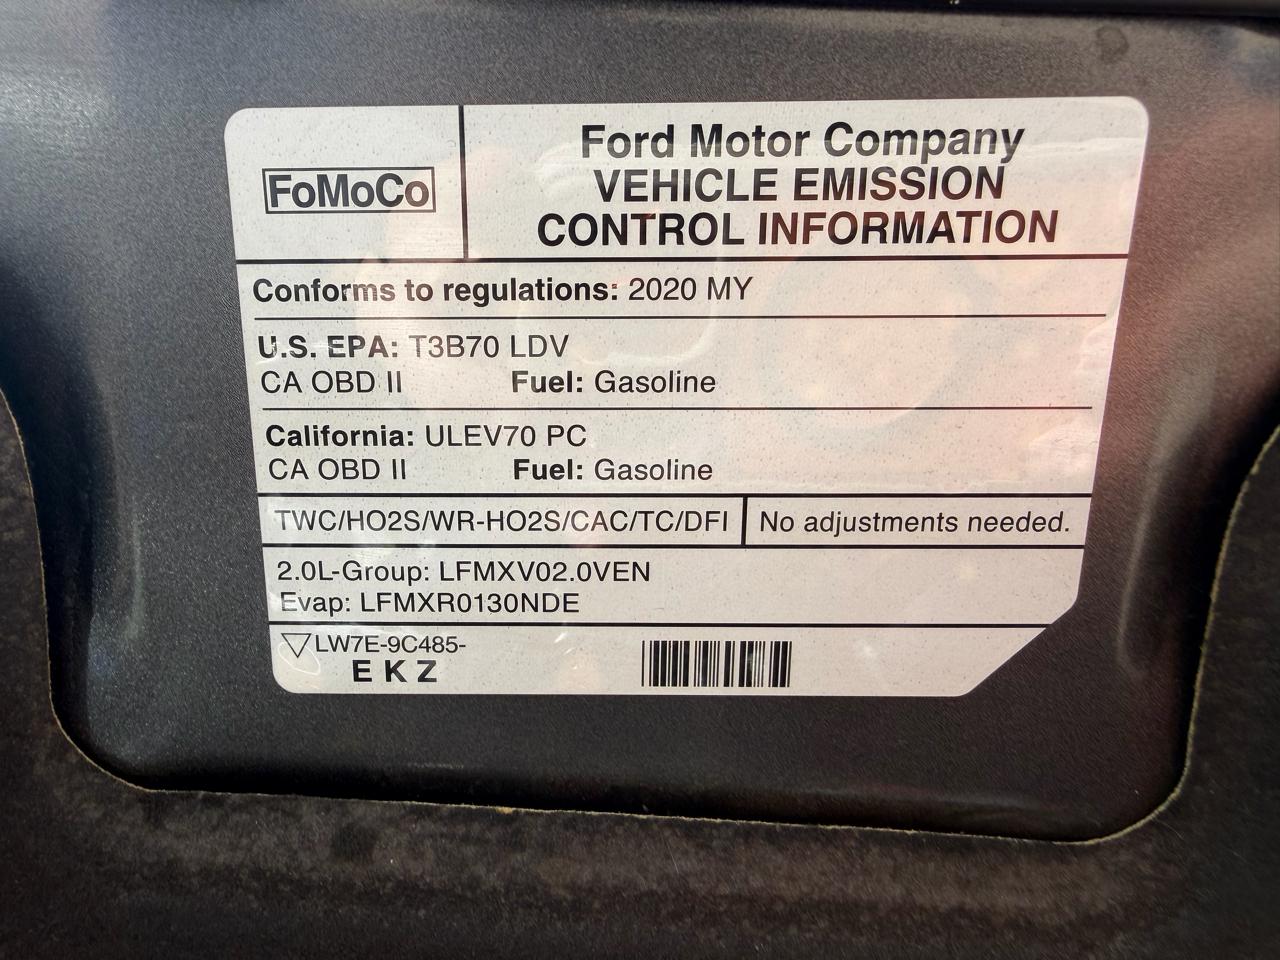 FoMoCo
Ford Motor Company
VEHICLE EMISSION
CONTROL INFORMATION
Conforms to regulations: 2020 MY
U.S. EPA: T3B70 LDV
CA OBD II Fuel: Gasoline
California: ULEV70 PC
CA OBD II Fuel: Gasoline
TWC/HO2S/WR-HO2S/CAC/TC/DFI No adjustments needed.
2.0L-Group: LFMXV02.0VEN
Evap: LFMXR0130NDE
LW7E-9C485-
E K Z